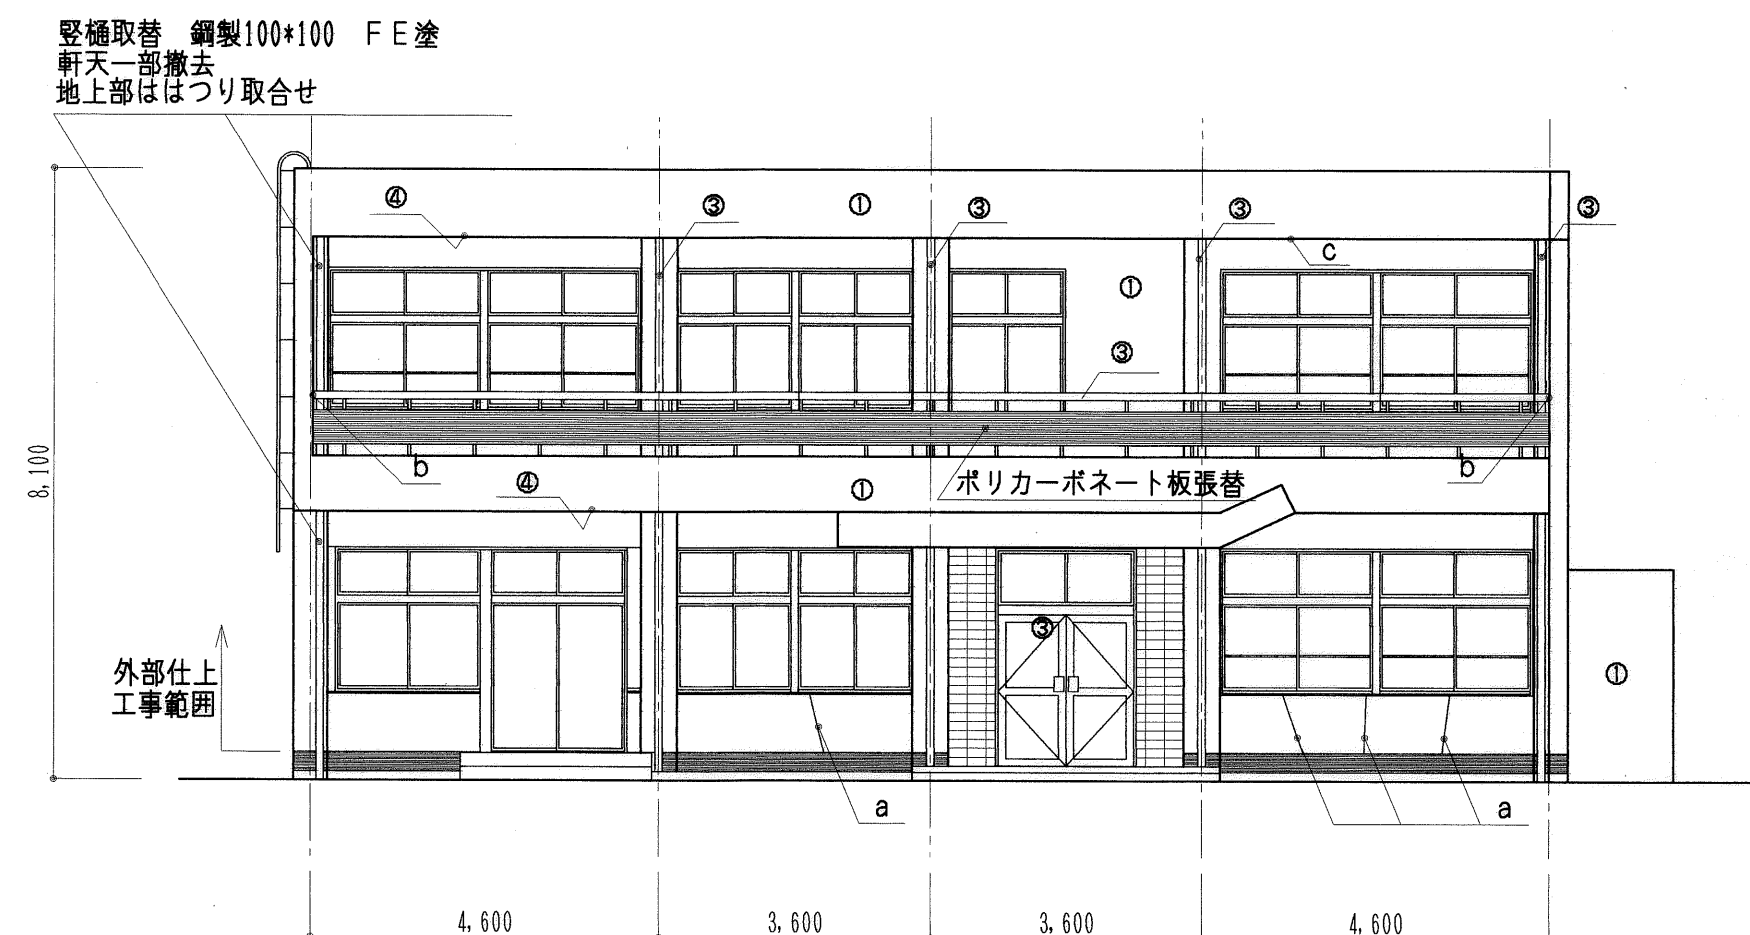 竪樋取替　鋼製100*100　ＦＥ塗
軒天一部撤去
地上部ははつり取合せ
④
③
①
③
③
③
c
①
③
8,100
b
④
①
ポリカーボネート板張替
b
③
外部仕上
工事範囲
①
a
a
4,600
3,600
3,600
4,600